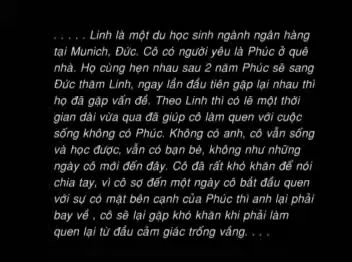 . . . . . Linh là một du học sinh ngành ngân hàng
tại Munich, Đức. Cô có người yêu là Phúc ở quê
nhà. Họ cùng hẹn nhau sau 2 năm Phúc sẽ sang
Đức thăm Linh, ngay lần đầu tiên gặp lại nhau thì
họ đã gặp vấn đề. Theo Linh thì có lẽ một thời
gian dài vừa qua đã giúp cô làm quen với cuộc
sống không có Phúc. Không có anh, cô vẫn sống
và học được, vẫn có bạn bè, không như những
ngày cô mới đến đây. Cô đã rất khó khăn để nói
chia tay, vì cô sợ đến một ngày cô bắt đầu quen
với sự có mặt bên cạnh của Phúc thì anh lại phải
bay về , cô sẽ lại gặp khó khăn khi phải làm
quen lại từ đầu cảm giác trống vắng. . . .